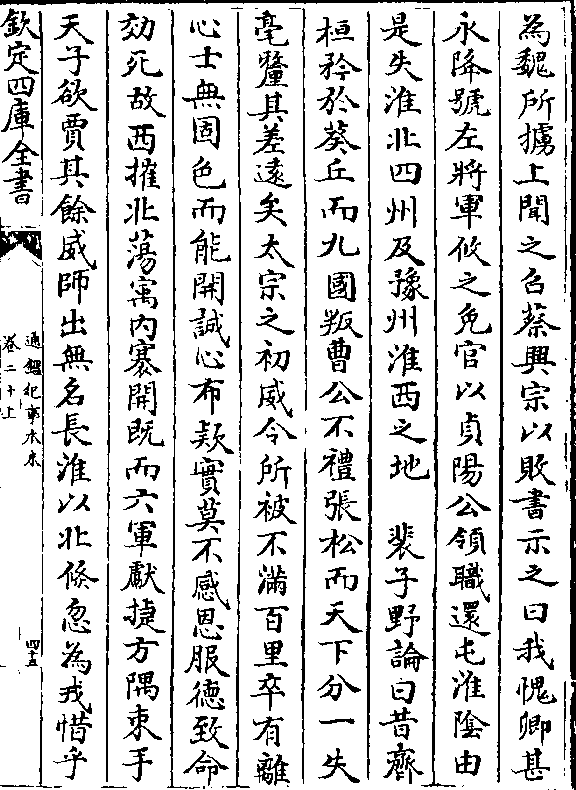 為魏所擄上聞之召蔡興宗以敗書示之曰我愧卿甚
永降號左將軍攸之免官以貞陽公領職還屯淮陰由
是失淮北四州及豫州淮西之地　裴子野論曰昔齊
桓矜於葵丘而九國叛曹公不禮張松而天下分一失
毫釐其差遠矣太宗之初威令所被不滿百里卒有離
心士無固色而能開誠心布款實莫不感恩服德致命
効死故西摧北蕩寓内褰開既而六軍獻捷方隅束手
天子欲賈其餘威師出無名長淮以北倏忽為戎惜乎
欽定四庫全書
通鑑紀事本末
卷二十上
四十五